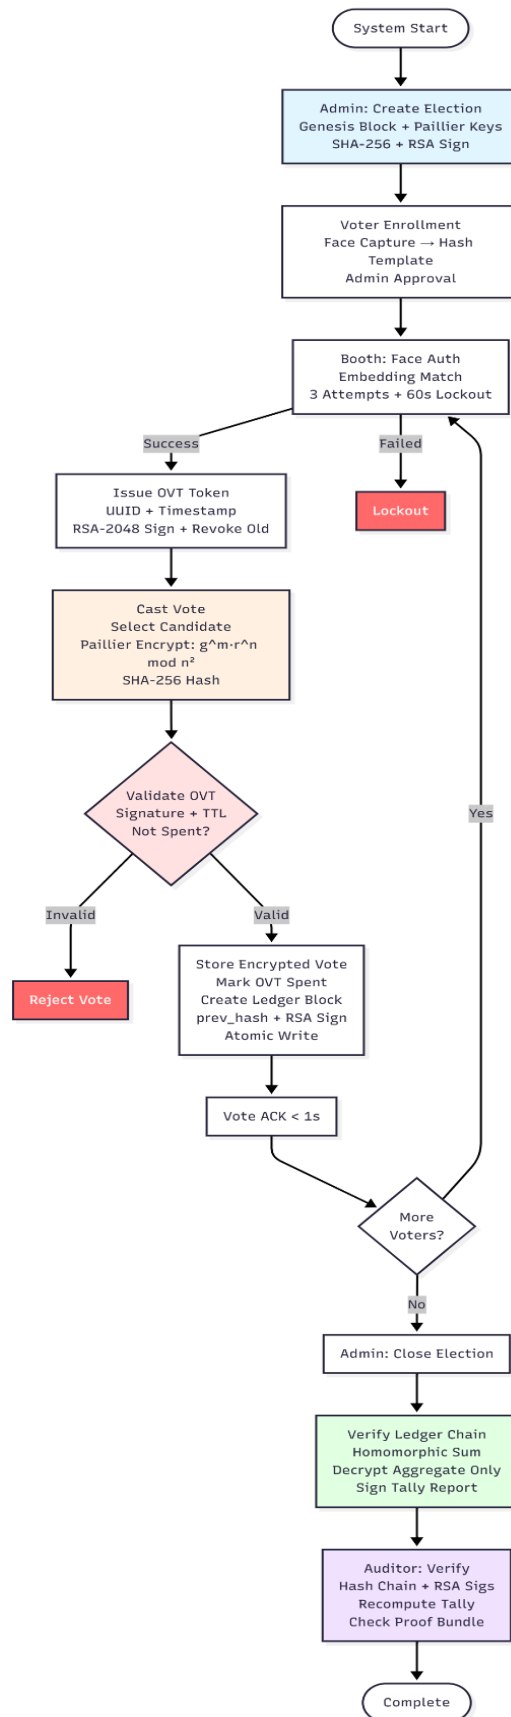 System Start
Admin: Create Election
Genesis Block + Paillier Keys
SHA-256 + RSA Sign
Voter Enrollment
Face Capture → Hash
Template
Admin Approval
Booth: Face Auth
Embedding Match
3 Attempts + 60s Lockout
Success
Failed
Issue OVT Token
UUID + Timestamp
RSA-2048 Sign + Revoke Old
Lockout
Cast Vote
Select Candidate
Paillier Encrypt: g^m·r^n
mod n²
SHA-256 Hash
Validate OVT
Signature + TTL
Not Spent?
Yes
Invalid
Valid
Reject Vote
Store Encrypted Vote
Mark OVT Spent
Create Ledger Block
prev_hash + RSA Sign
Atomic Write
Vote ACK < 1s
More
Voters?
No
Admin: Close Election
Verify Ledger Chain
Homomorphic Sum
Decrypt Aggregate Only
Sign Tally Report
Auditor: Verify
Hash Chain + RSA Sigs
Recompute Tally
Check Proof Bundle
Complete